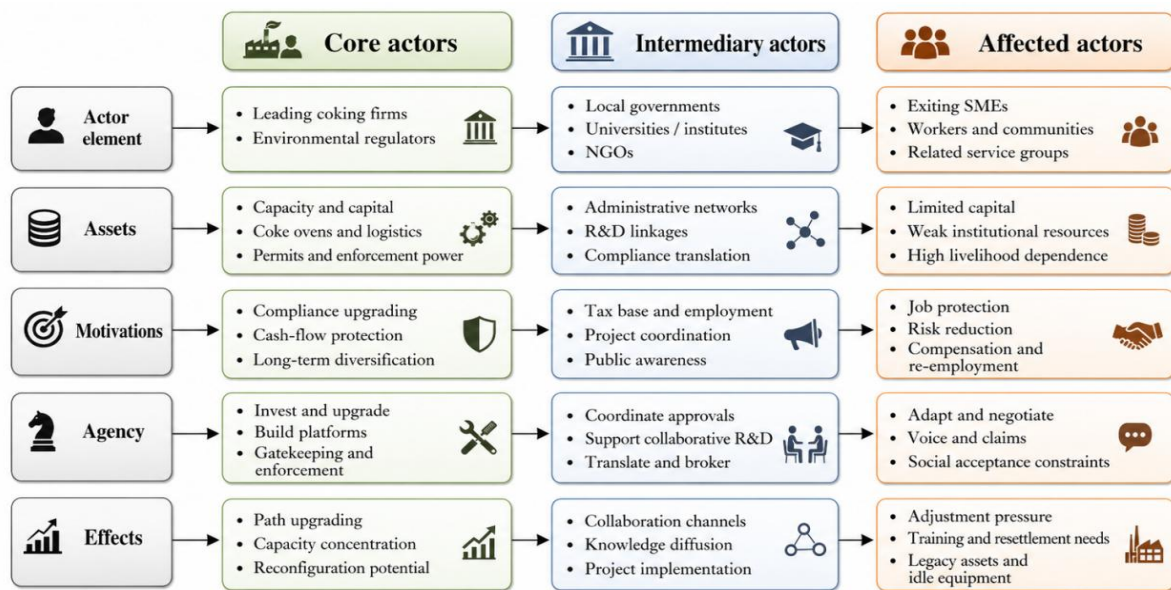 Core actors
Intermediary actors
Affected actors
Actor
element
• Leading coking firms
• Environmental regulators
• Local governments
• Universities / institutes
• NGOs
• Exiting SMEs
• Workers and communities
• Related service groups
Assets
• Capacity and capital
• Coke ovens and logistics
• Permits and enforcement power
• Administrative networks
• R&D linkages
• Compliance translation
• Limited capital
• Weak institutional resources
• High livelihood dependence
Motivations
• Compliance upgrading
• Cash-flow protection
• Long-term diversification
• Tax base and employment
• Project coordination
• Public awareness
• Job protection
• Risk reduction
• Compensation and
re-employment
Agency
• Invest and upgrade
• Build platforms
• Gatekeeping and
enforcement
• Coordinate approvals
• Support collaborative R&D
• Translate and broker
• Adapt and negotiate
• Voice and claims
• Social acceptance constraints
Effects
• Path upgrading
• Capacity concentration
• Reconfiguration potential
• Collaboration channels
• Knowledge diffusion
• Project implementation
• Adjustment pressure
• Training and resettlement needs
• Legacy assets and
idle equipment